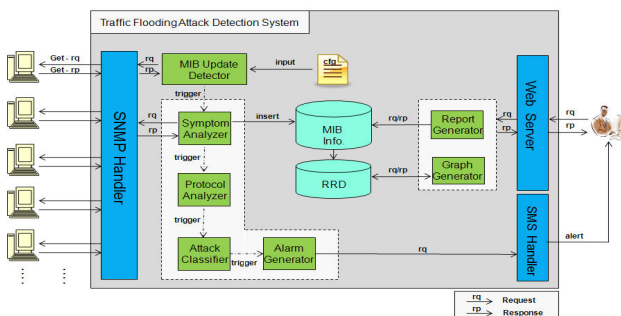 Traffic Flooding Attack Detection System
Get - rq
Get - rp
SNMP Handler
rq
rp
MIB Update
Detector
input
cfg
trigger
rq
rp
Symptom
Analyzer
insert
MIB
Info.
rq/rp
Report
Generator
rq
rp
Web Server
rq
rp
trigger
Protocol
Analyzer
RRD
rq/rp
Graph
Generator
trigger
Attack
Classifier
trigger
Alarm
Generator
rq
SMS Handler
alert
rq
Request
rp
Response